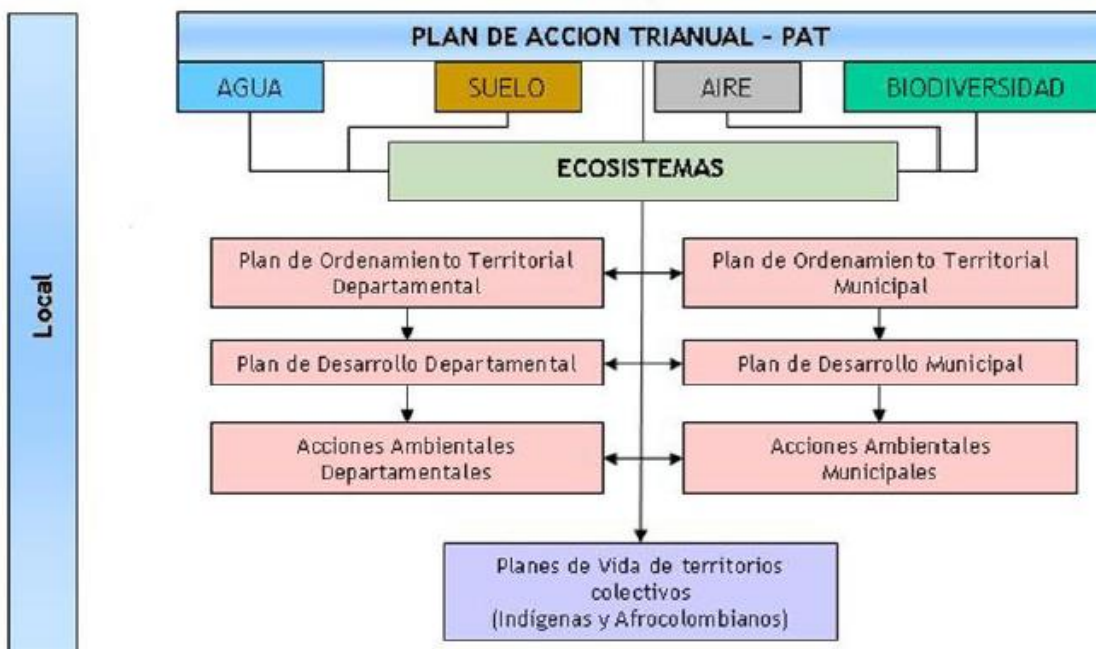 PLAN DE ACCION TRIANUAL - PAT
AGUA
SUELO
AIRE
BIODIVERSIDAD
ECOSISTEMAS
Local
Plan de Ordenamiento Territorial
Departamental
Plan de Ordenamiento Territorial
Municipal
Plan de Desarrollo Departamental
Plan de Desarrollo Municipal
Acciones Ambientales
Departamentales
Acciones Ambientales
Municipales
Planes de Vida de territorios
colectivos
(Indígenas y Afrocolombianos)